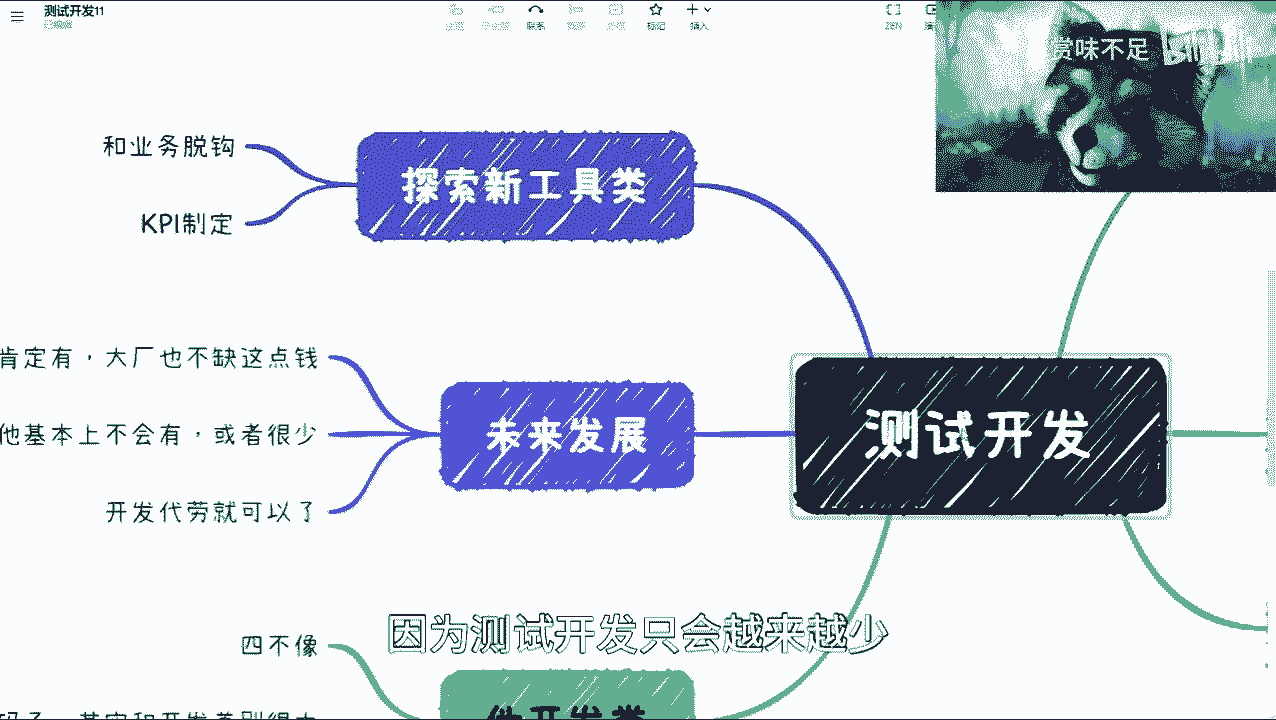 测试开发11
已编辑
联系
标记
插入
ZEN
赏味不足
和业务脱钩
KPI制定
探索新工具类
肯定有，大厂也不缺这点钱
他基本上不会有，或者很少
开发代劳就可以了
未来发展
测试开发
四不像
因为测试开发只会越来越少